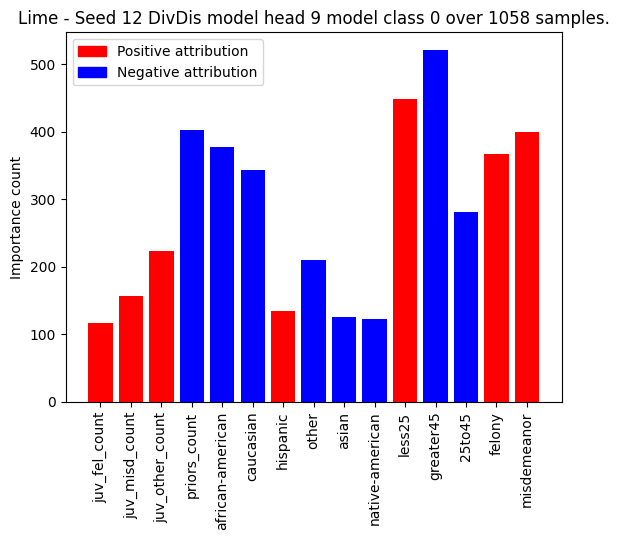 Lime - Seed 12 DivDis model head 9 model class 0 over 1058 samples.
Positive attribution
Negative attribution
Importance count
500
400
300
200
100
0
juv_fel_count
juv_misd_count
juv_other_count
priors_count
african-american
caucasian
hispanic
other
asian
native-american
less25
greater45
25to45
felony
misdemeanor